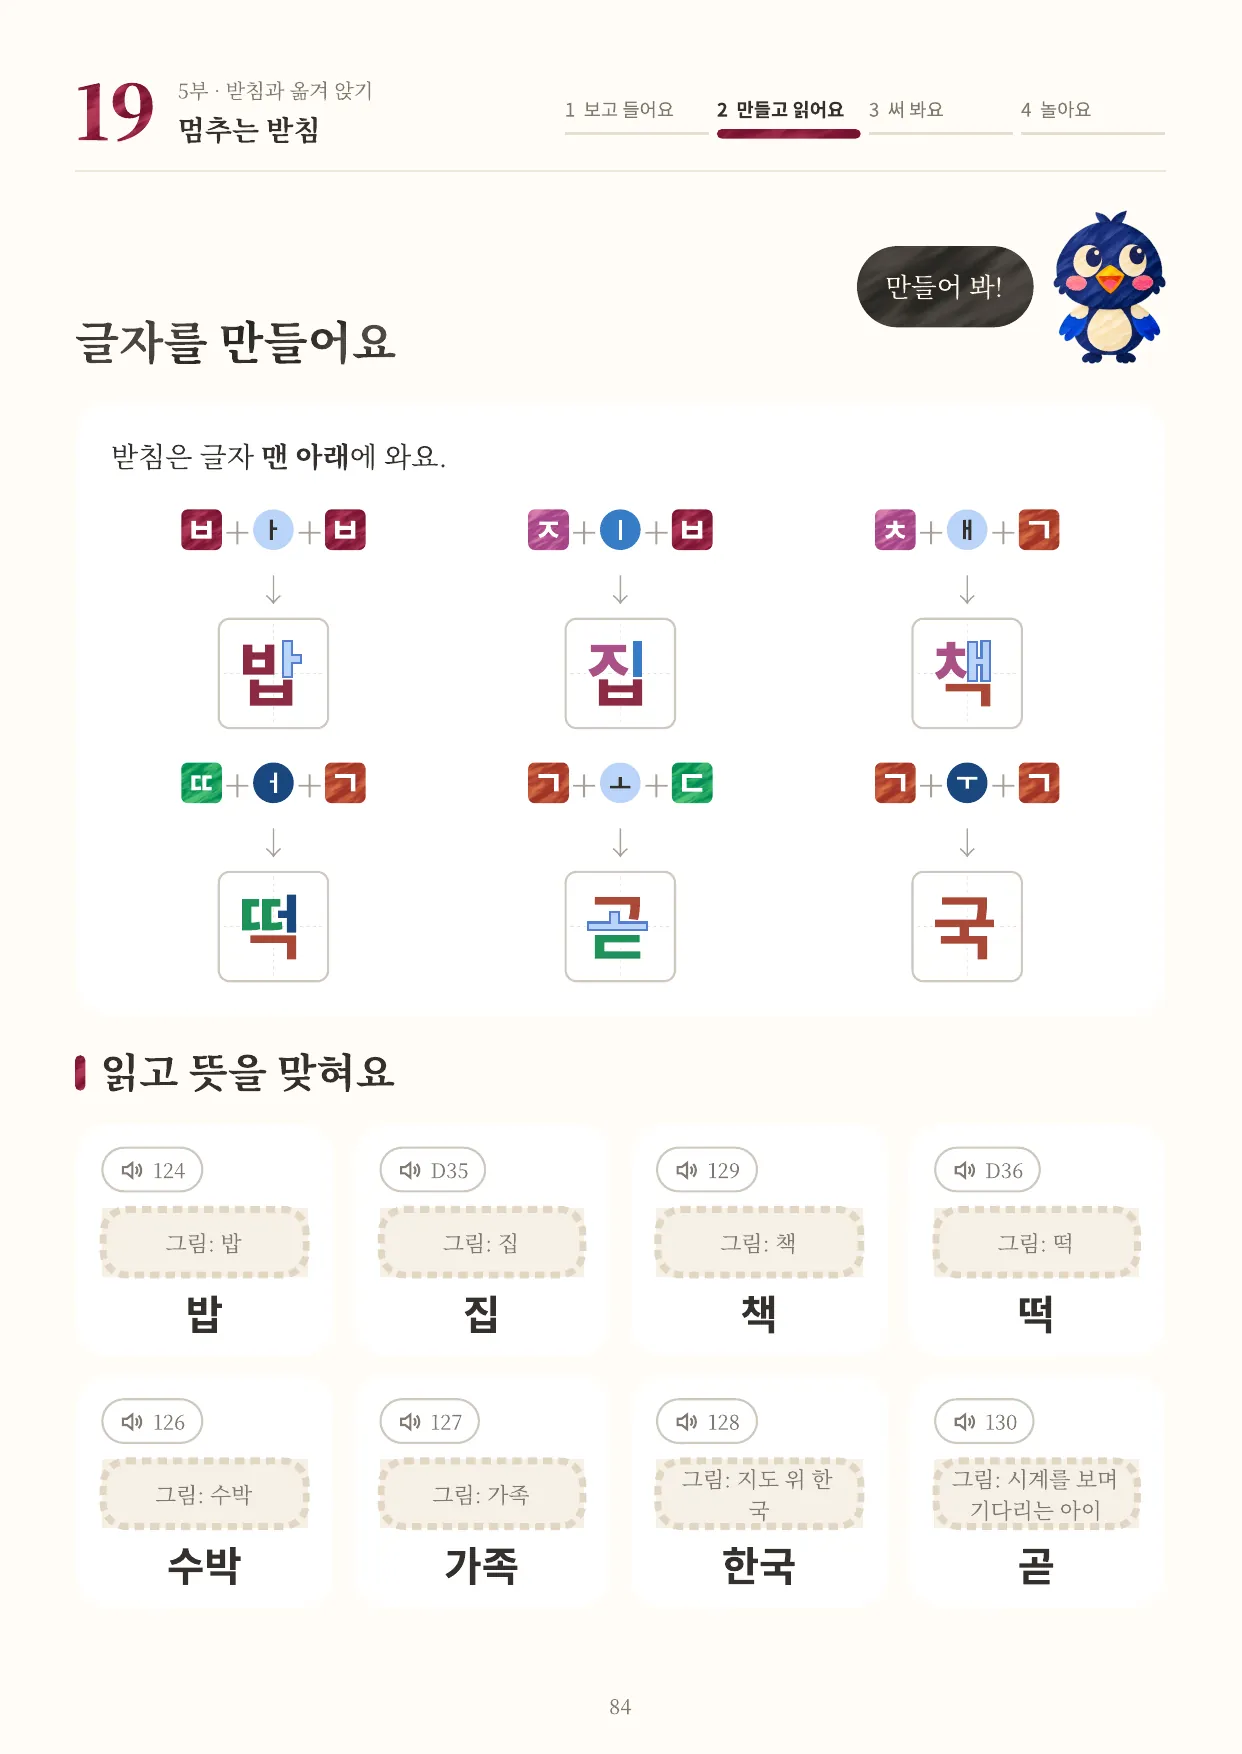 19
5부 · 받침과 옮겨 앉기
멈추는 받침
1 보고 들어요
2 만들고 읽어요
3 써 봐요
4 놀아요
만들어 봐!
글자를 만들어요
받침은 글자 맨 아래에 와요.
ㅂ + ㅏ + ㅂ
ㅈ + ㅣ + ㅂ
ㅊ + ㅐ + ㄱ
↓ ↓ ↓
밥 집 책
ㄸ + ㅓ + ㄱ
ㄱ + ㅗ + ㄷ
ㄱ + ㅜ + ㄱ
↓ ↓ ↓
떡 곧 국
읽고 뜻을 맞혀요
124
그림: 밥
밥
D35
그림: 집
집
129
그림: 책
책
D36
그림: 떡
떡
126
그림: 수박
수박
127
그림: 가족
가족
128
그림: 지도 위 한
국
한국
130
그림: 시계를 보며
기다리는 아이
곧
84